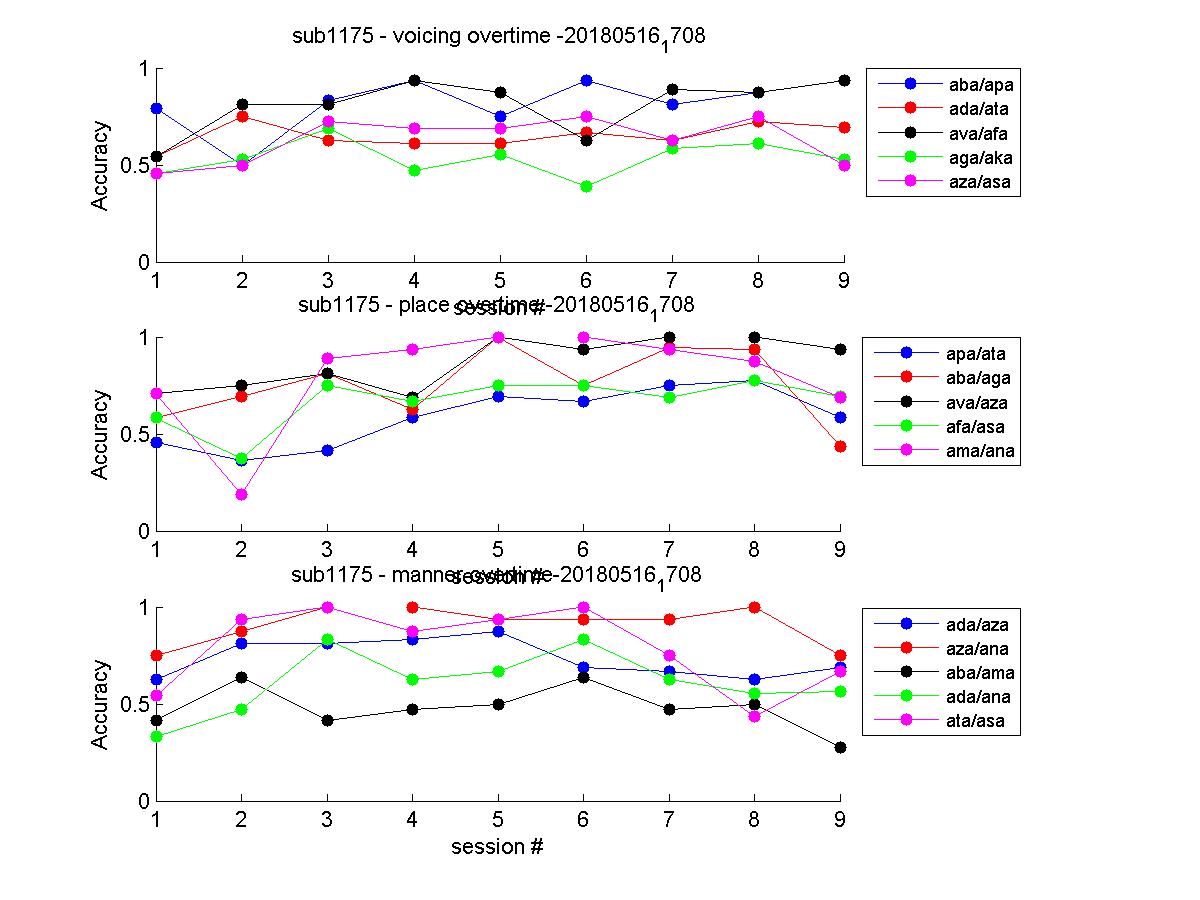 sub1175 - voicing overtime -20180516₁708
1
0.5
0
Accuracy
1 2 3 4 5 6 7 8 9
session #
aba/apa
ada/ata
ava/afa
aga/aka
aza/asa
sub1175 - place overtime -20180516₁708
1
0.5
0
Accuracy
1 2 3 4 5 6 7 8 9
session #
apa/ata
aba/aga
ava/aza
afa/asa
ama/ana
sub1175 - manner overtime -20180516₁708
1
0.5
0
Accuracy
1 2 3 4 5 6 7 8 9
session #
ada/aza
aza/ana
aba/ama
ada/ana
ata/asa